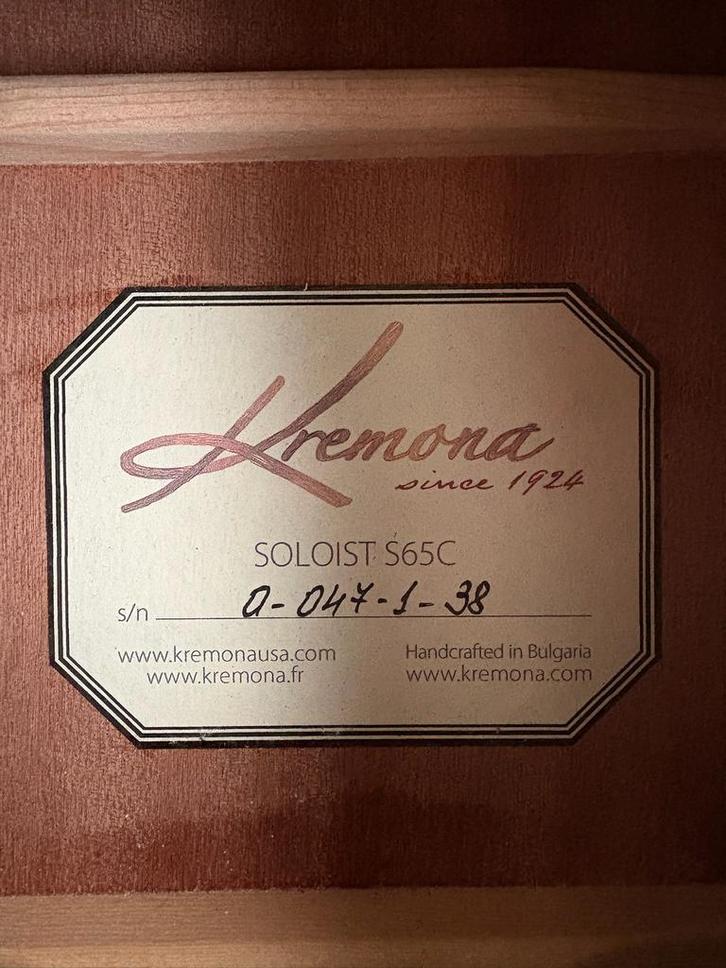 Kremona
since 1924
SOLOIST S65C
s/n 0-047-1-38
www.kremonausa.com
www.kremona.fr
Handcrafted in Bulgaria
www.kremona.com